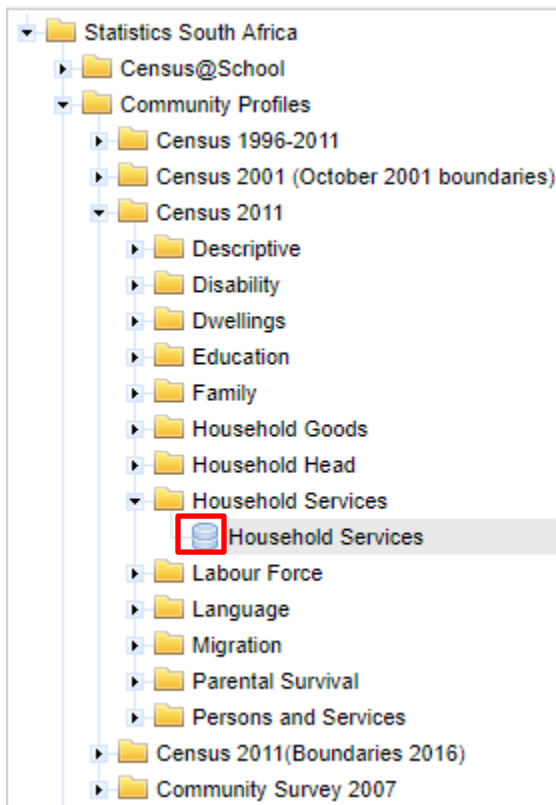 Statistics South Africa
Census@School
Community Profiles
Census 1996-2011
Census 2001 (October 2001 boundaries)
Census 2011
Descriptive
Disability
Dwellings
Education
Family
Household Goods
Household Head
Household Services
Household Services
Labour Force
Language
Migration
Parental Survival
Persons and Services
Census 2011(Boundaries 2016)
Community Survey 2007